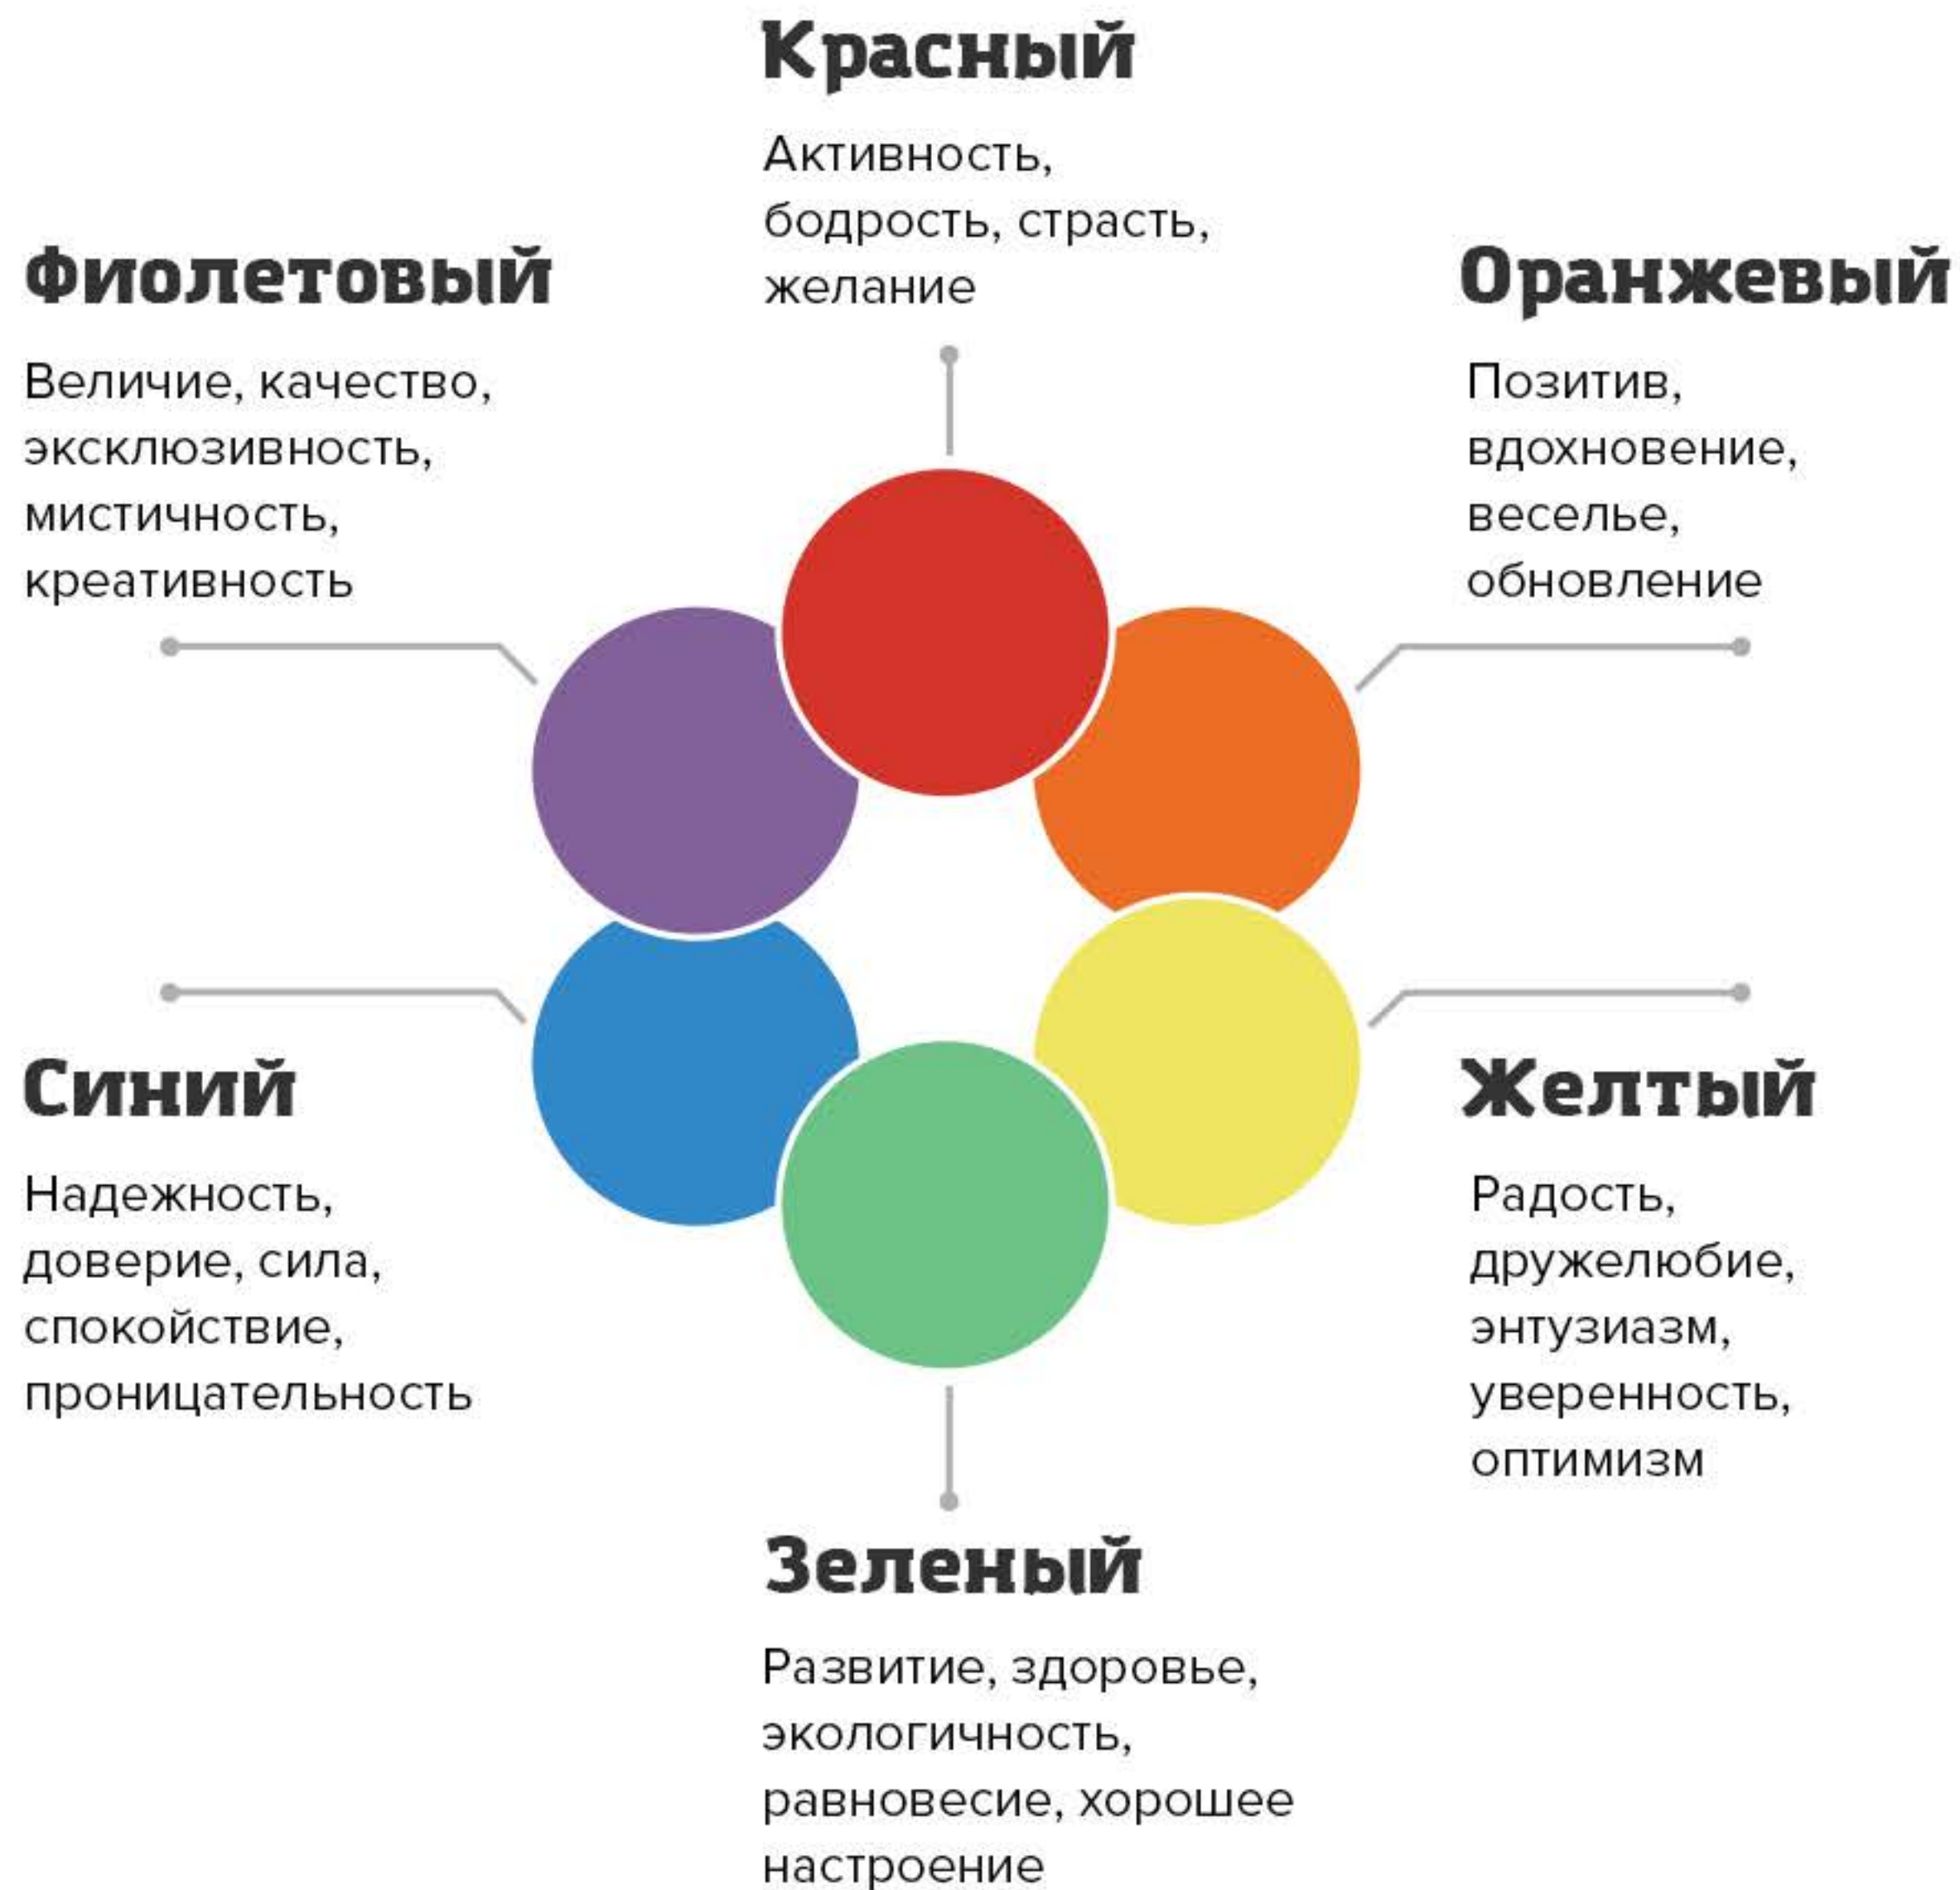 Красный
Активность,
бодрость, страсть,
желание
Фиолетовый
Величие, качество,
эксклюзивность,
мистичность,
креативность
Оранжевый
Позитив,
вдохновение,
веселье,
обновление
Синий
Надежность,
доверие, сила,
спокойствие,
проницательность
Желтый
Радость,
дружелюбие,
энтузиазм,
уверенность,
оптимизм
Зеленый
Развитие, здоровье,
экологичность,
равновесие, хорошее
настроение